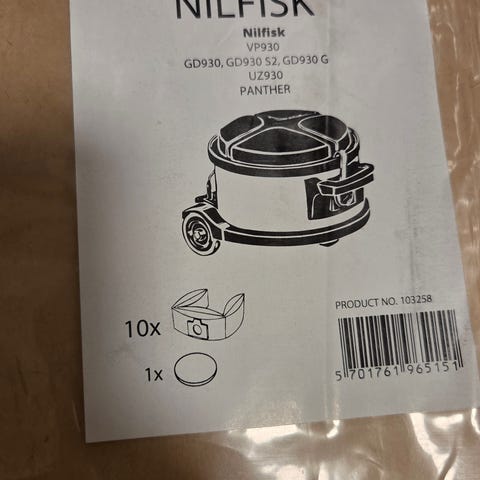 NILFISK
Nilfisk
VP930
GD930, GD930 S2, GD930 G
UZ930
PANTHER
10x
1x
PRODUCT NO. 103258
5 701761 965151